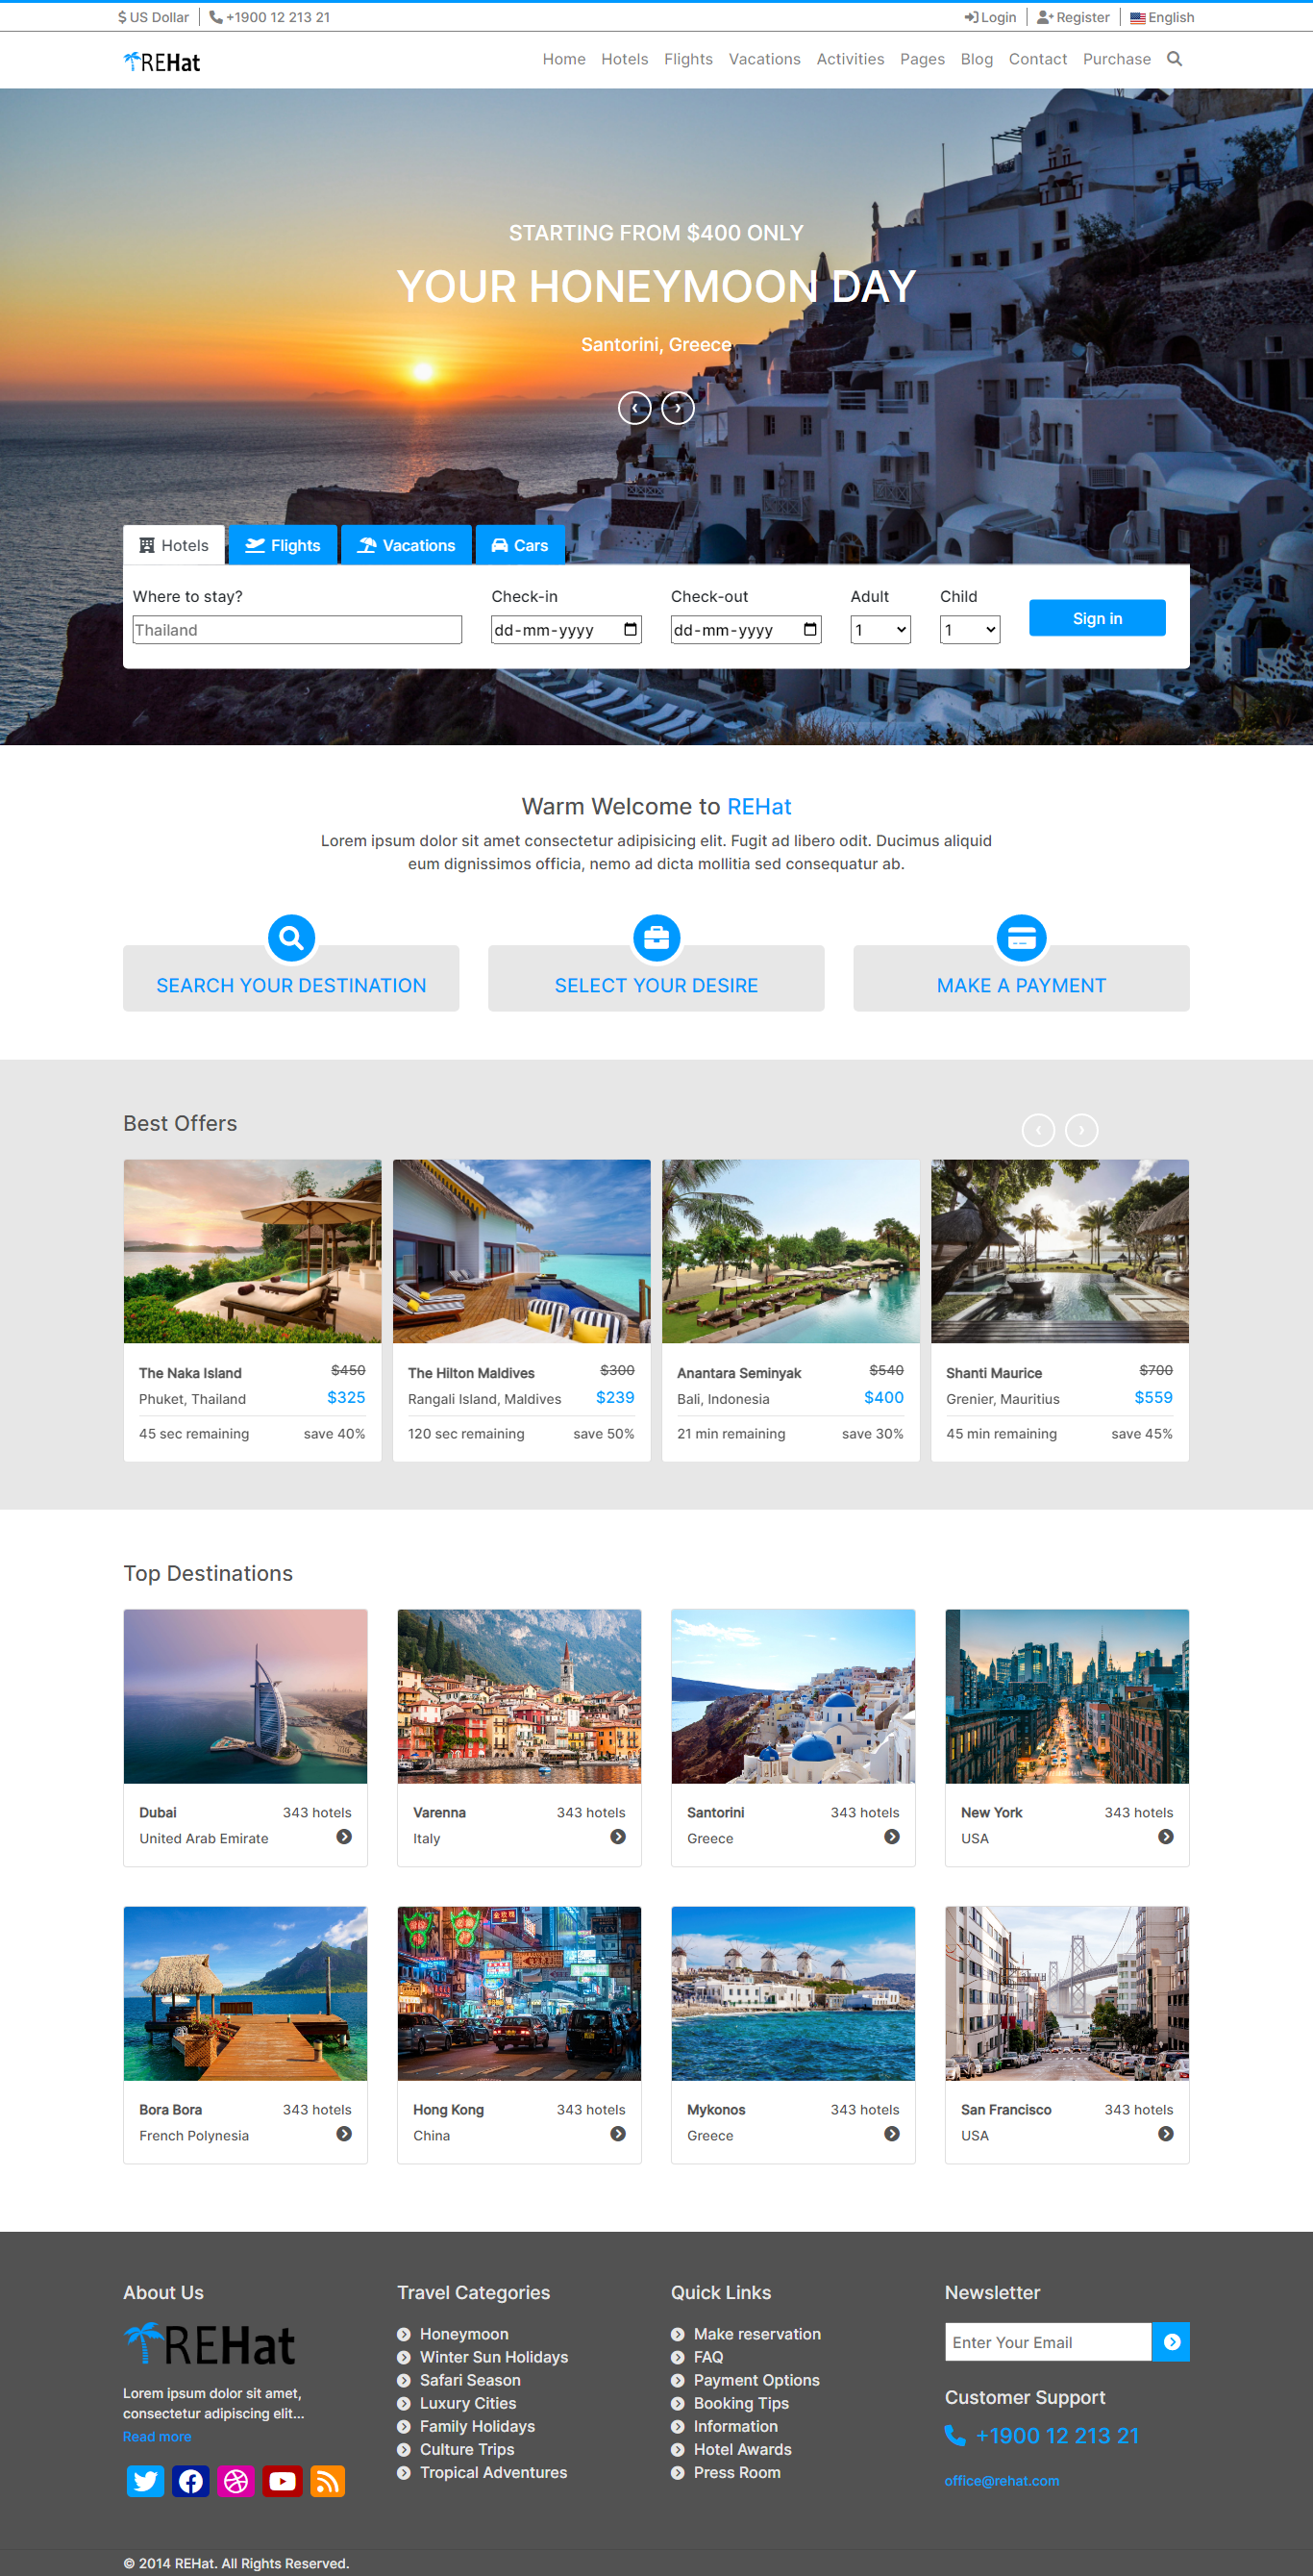 US Dollar
+1900 12 213 21
Login
Register
English
REHat
Home Hotels Flights Vacations Activities Pages Blog Contact Purchase
STARTING FROM $400 ONLY
YOUR HONEYMOON DAY
Santorini, Greece
‹ ›
Hotels Flights Vacations Cars
Where to stay? Check-in Check-out Adult Child
Thailand dd-mm-yyyy dd-mm-yyyy 1 1 Sign in
Warm Welcome to REHat
Lorem ipsum dolor sit amet consectetur adipisicing elit. Fugit ad libero odit. Ducimus aliquid
eum dignissimos officia, nemo ad dicta mollitia sed consequatur ab.
SEARCH YOUR DESTINATION
SELECT YOUR DESIRE
MAKE A PAYMENT
Best Offers
‹ ›
The Naka Island $450
Phuket, Thailand $325
45 sec remaining save 40%
The Hilton Maldives $300
Rangali Island, Maldives $239
120 sec remaining save 50%
Anantara Seminyak $540
Bali, Indonesia $400
21 min remaining save 30%
Shanti Maurice $700
Grenier, Mauritius $559
45 min remaining save 45%
Top Destinations
Dubai 343 hotels
United Arab Emirate
Varenna 343 hotels
Italy
Santorini 343 hotels
Greece
New York 343 hotels
USA
Bora Bora 343 hotels
French Polynesia
Hong Kong 343 hotels
China
Mykonos 343 hotels
Greece
San Francisco 343 hotels
USA
About Us
REHat
Lorem ipsum dolor sit amet,
consectetur adipiscing elit...
Read more
Travel Categories
Honeymoon
Winter Sun Holidays
Safari Season
Luxury Cities
Family Holidays
Culture Trips
Tropical Adventures
Quick Links
Make reservation
FAQ
Payment Options
Booking Tips
Information
Hotel Awards
Press Room
Newsletter
Enter Your Email
Customer Support
+1900 12 213 21
office@rehat.com
© 2014 REHat. All Rights Reserved.